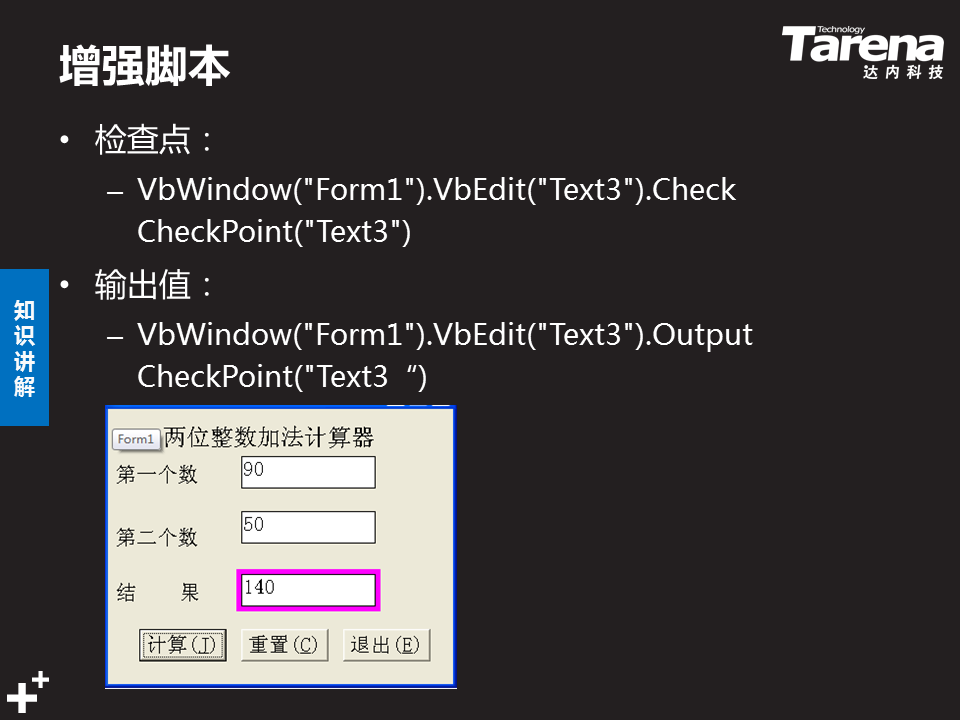 增强脚本
Technology
Tarena
达内科技
• 检查点：
– VbWindow("Form1").VbEdit("Text3").Check
CheckPoint("Text3")
• 输出值：
– VbWindow("Form1").VbEdit("Text3").Output
CheckPoint("Text3“)
知
识
讲
解
Form1 两位整数加法计算器
第一个数 90
第二个数 50
结 果 140
计算(J) 重置(C) 退出(E)